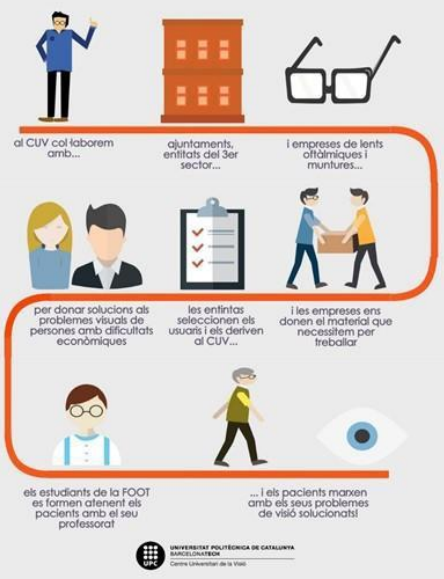 al CUV col·laborem
amb...
ajuntaments,
entitats del 3er
sector...
i empreses de lents
oftàlmiques i
muntures...
per donar solucions als
problemes visuals de
persones amb dificultats
econòmiques
les entintas
seleccionen els
usuaris i els deriven
al CUV...
i les empreses ens
donen el material que
necessitem per
treballar
els estudiants de la FOOT
es formen atenent els
pacients amb el seu
professorat
... i els pacients marxen
amb els seus problemes
de visió solucionats!
UPC
UNIVERSITAT POLITÈCNICA DE CATALUNYA
BARCELONATECH
Centre Universitari de la Visió